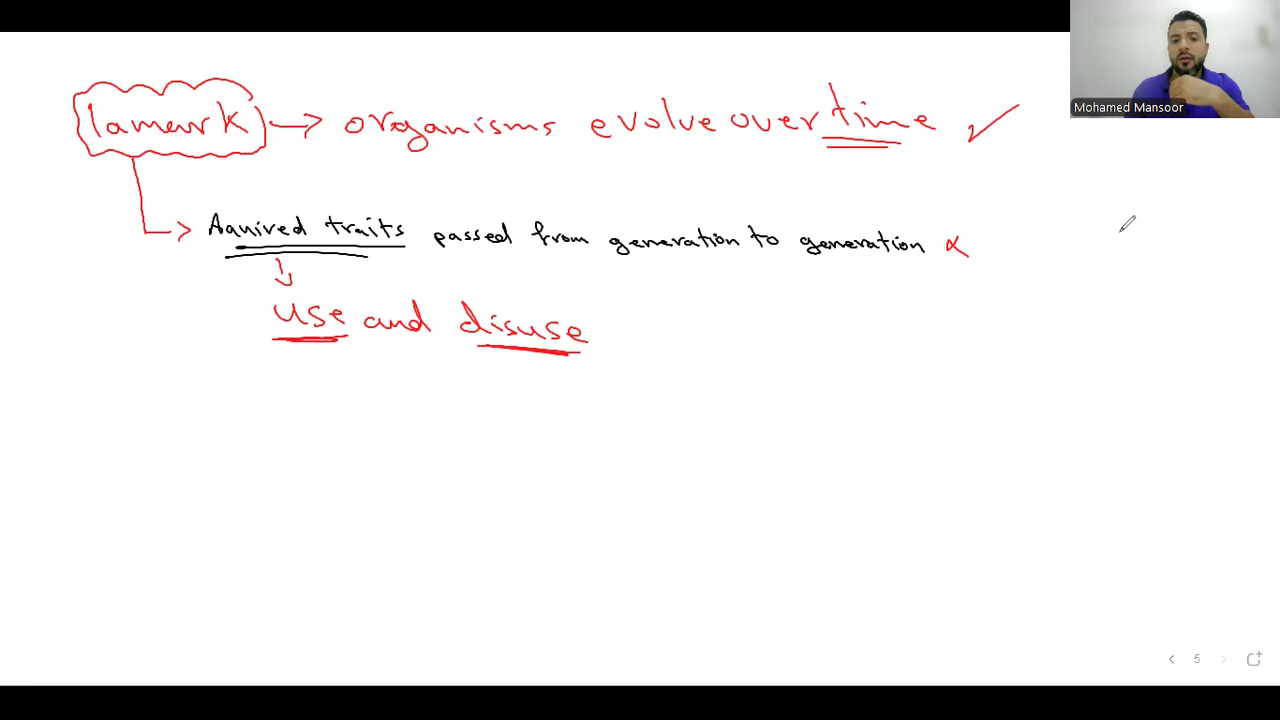 lamark → organisms evolve over time ✓
Mohamed Mansoor
→ Aquired traits passed from generation to generation ×
use and disuse
5